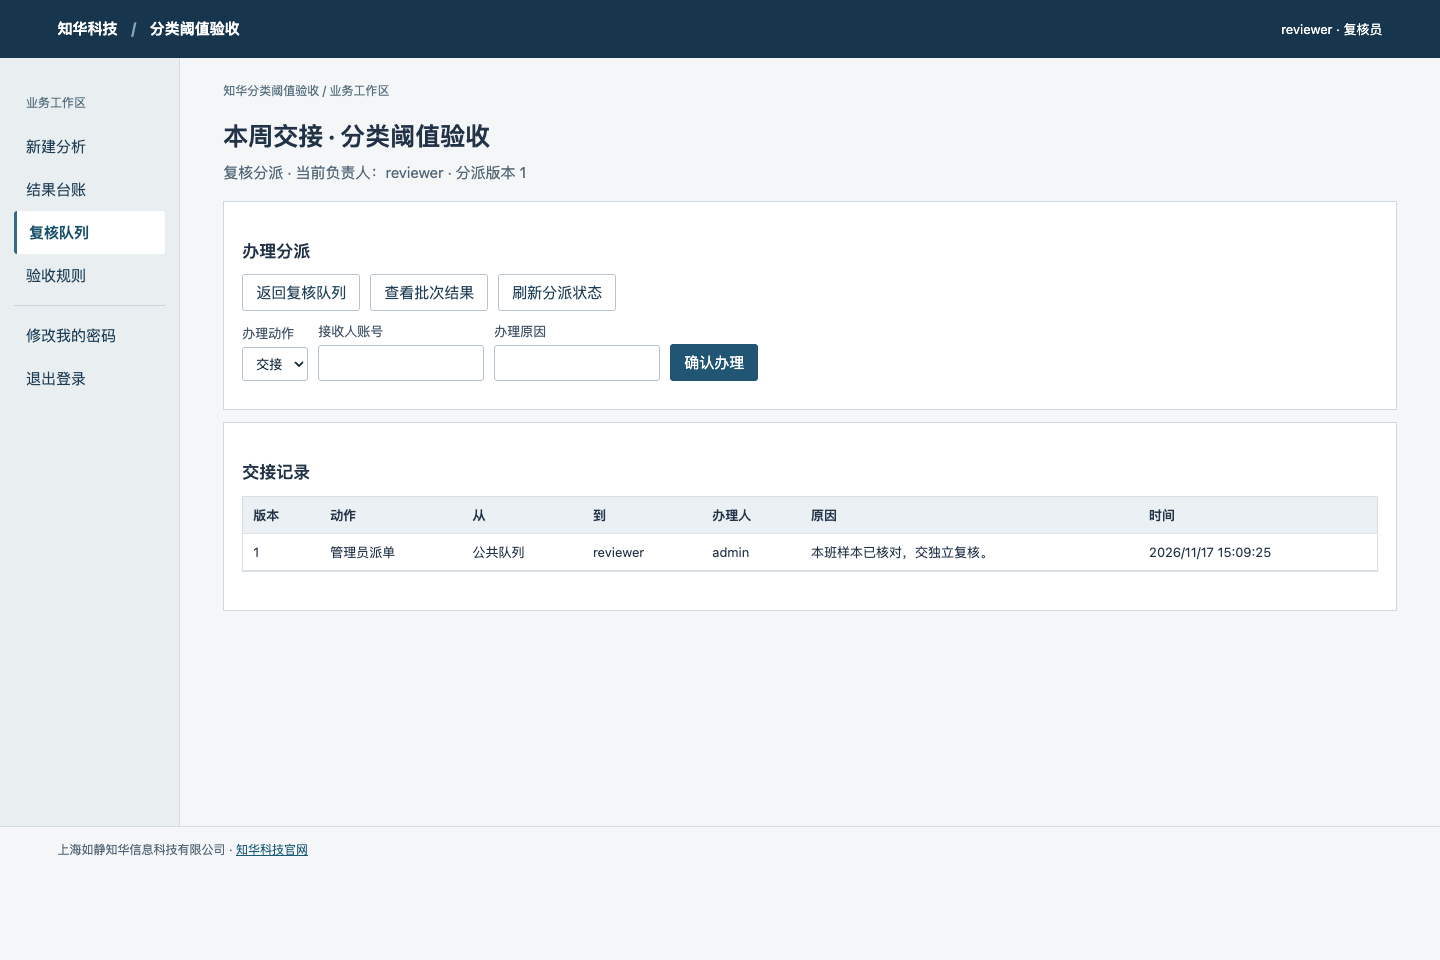 知华科技 / 分类阈值验收
reviewer · 复核员
业务工作区
新建分析
结果台账
复核队列
验收规则
修改我的密码
退出登录
知华分类阈值验收 / 业务工作区
本周交接 · 分类阈值验收
复核分派 · 当前负责人：reviewer · 分派版本 1
办理分派
返回复核队列 查看批次结果 刷新分派状态
办理动作 接收人账号 办理原因
交接 确认办理
交接记录
版本 动作 从 到 办理人 原因 时间
1 管理员派单 公共队列 reviewer admin 本班样本已核对，交独立复核。 2026/11/17 15:09:25
上海如静知华信息科技有限公司 · 知华科技官网